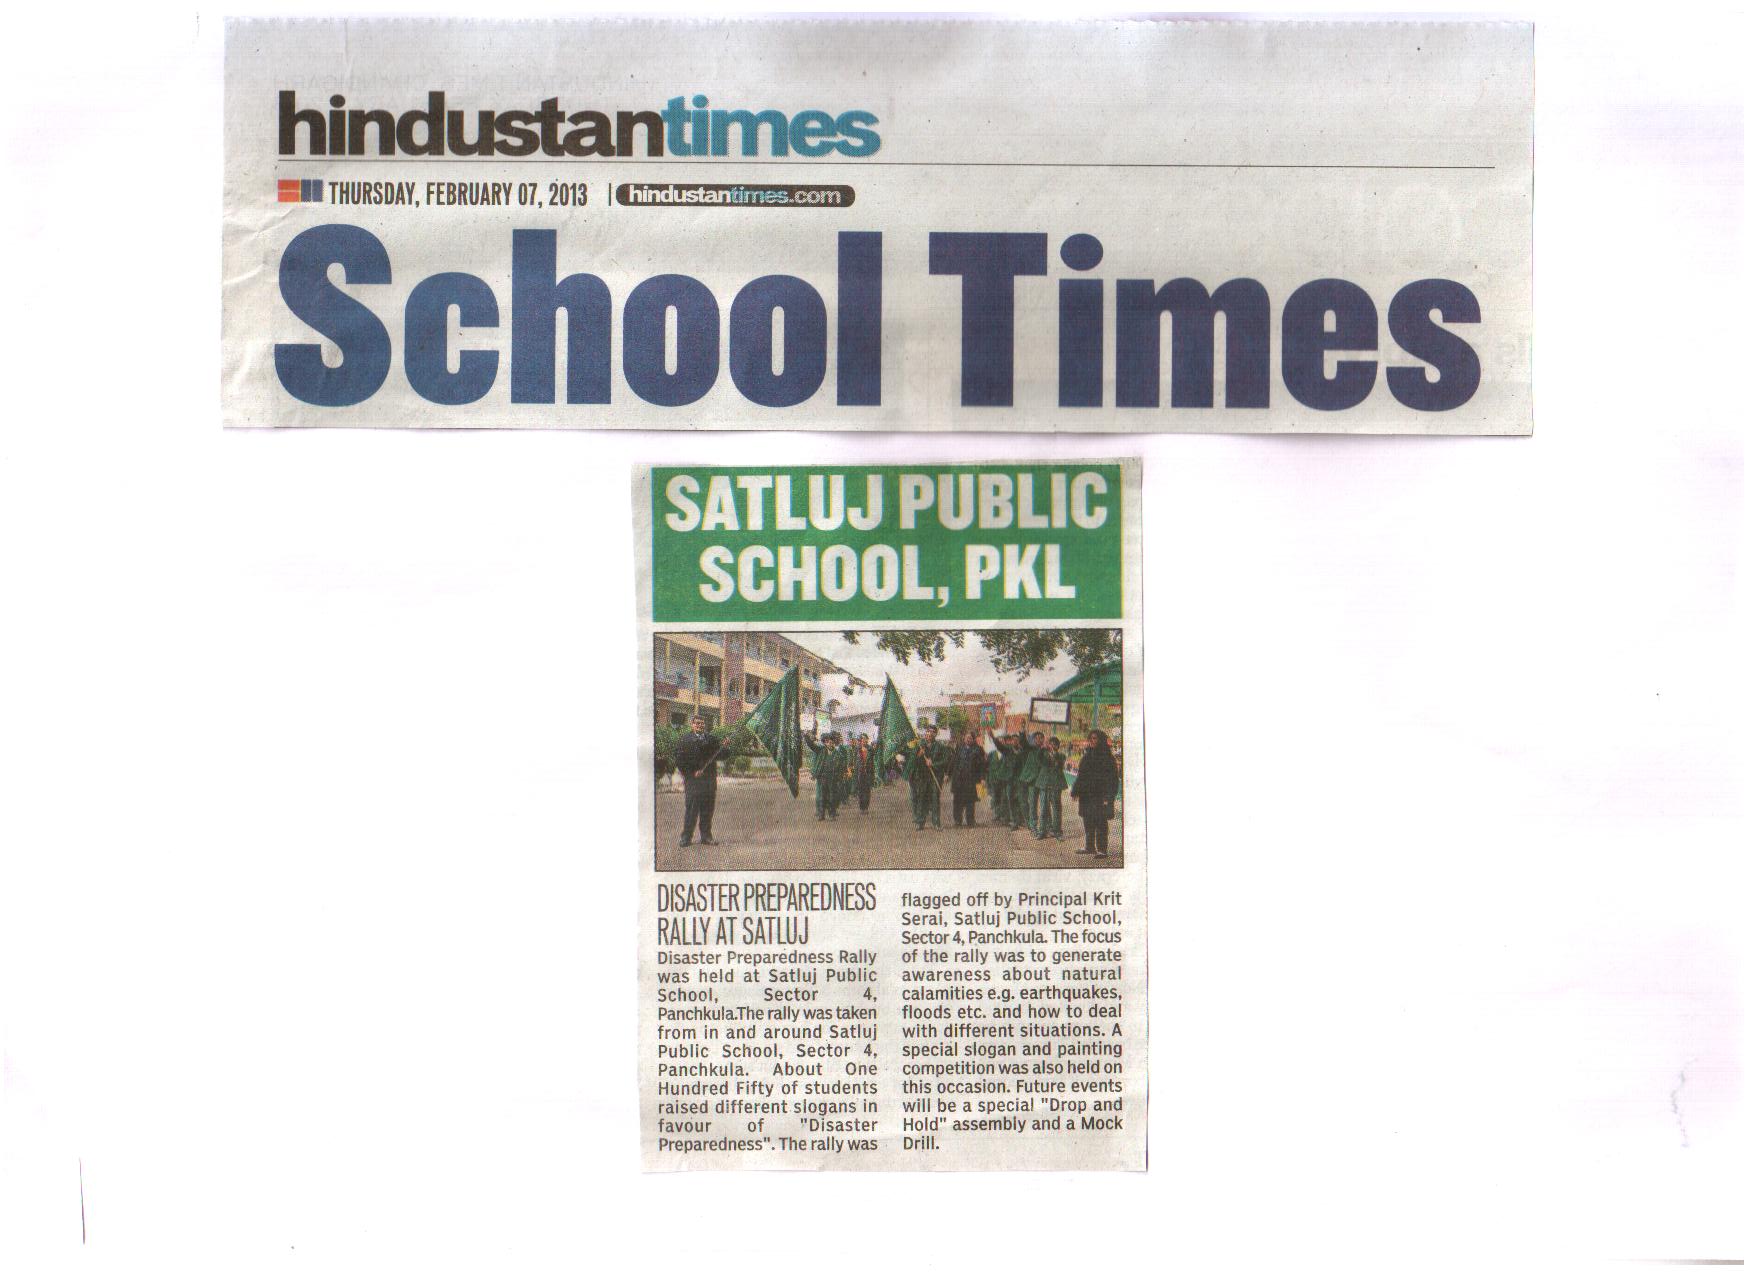 hindustantimes
THURSDAY, FEBRUARY 07, 2013 | hindustantimes.com
School Times
SATLUJ PUBLIC
SCHOOL, PKL
DISASTER PREPAREDNESS
RALLY AT SATLUJ
Disaster Preparedness Rally
was held at Satluj Public
School, Sector 4,
Panchkula.The rally was taken
from in and around Satluj
Public School, Sector 4,
Panchkula. About One
Hundred Fifty of students
raised different slogans in
favour of "Disaster
Preparedness". The rally was
flagged off by Principal Krit
Serai, Satluj Public School,
Sector 4, Panchkula. The focus
of the rally was to generate
awareness about natural
calamities e.g. earthquakes,
floods etc. and how to deal
with different situations. A
special slogan and painting
competition was also held on
this occasion. Future events
will be a special "Drop and
Hold" assembly and a Mock
Drill.